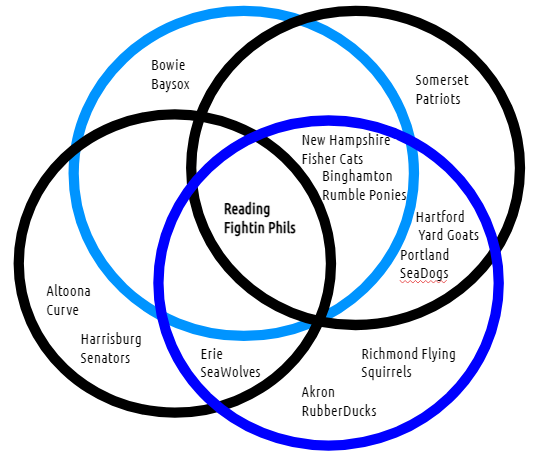 Bowie
Baysox
Somerset
Patriots
New Hampshire
Fisher Cats
Binghamton
Rumble Ponies
Reading
Fightin Phils
Hartford
Yard Goats
Portland
SeaDogs
Altoona
Curve
Harrisburg
Senators
Erie
SeaWolves
Richmond Flying
Squirrels
Akron
RubberDucks